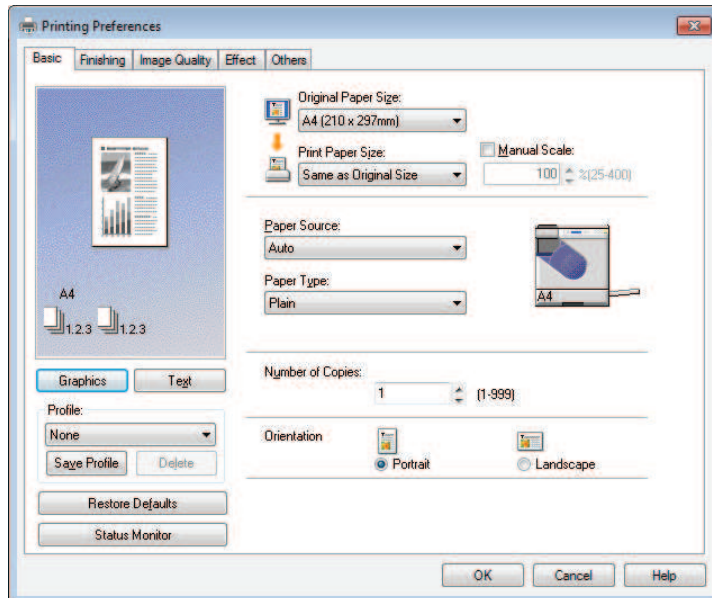 Printing Preferences
Basic Finishing Image Quality Effect Others
Original Paper Size:
A4 (210 x 297mm)
Print Paper Size:
Same as Original Size
Manual Scale:
100 %(25-400)
Paper Source:
Auto
Paper Type:
Plain
A4
A4
1.2.3 1.2.3
Graphics Text
Profile:
None
Save Profile Delete
Restore Defaults
Status Monitor
Number of Copies:
1 (1-999)
Orientation
Portrait Landscape
OK Cancel Help